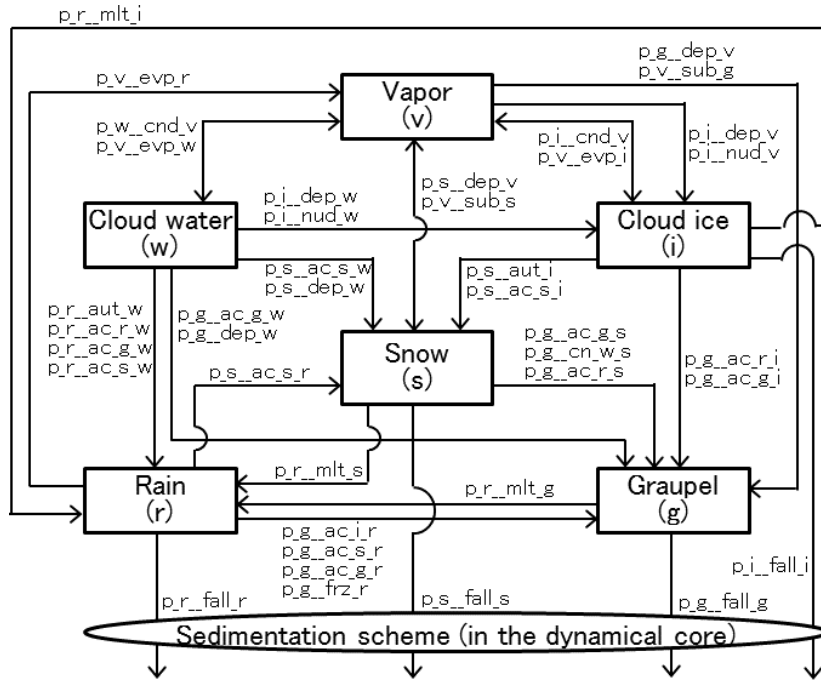 p_r__mlt_i
p_g__dep_v
p_v__sub_g
p_v__evp_r
Vapor
(v)
p_w__cnd_v
p_v__evp_w
p_i__cnd_v
p_v__evp_i
p_i__dep_v
p_i__nud_v
p_s__dep_v
p_v__sub_s
p_i__dep_w
p_i__nud_w
Cloud water
(w)
Cloud ice
(i)
p_s__ac_s_w
p_s__dep_w
p_s__aut_i
p_s__ac_s_i
p_r__aut_w
p_r__ac_r_w
p_r__ac_g_w
p_r__ac_s_w
p_g__ac_g_w
p_g__dep_w
Snow
(s)
p_g__ac_g_s
p_g__cn_w_s
p_g__ac_r_s
p_g__ac_r_i
p_g__ac_g_i
p_s__ac_s_r
p_r__mlt_s
p_r__mlt_g
Rain
(r)
Graupel
(g)
p_g__ac_i_r
p_g__ac_s_r
p_g__ac_g_r
p_g__frz_r
p_i__fall_i
p_r__fall_r
p_s__fall_s
p_g__fall_g
Sedimentation scheme (in the dynamical core)